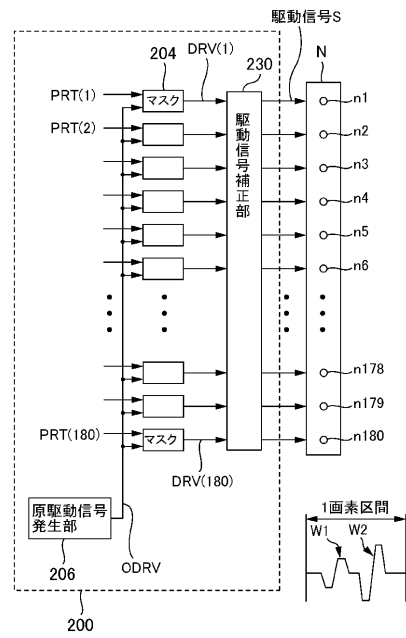 駆動信号S
204
DRV(1)
230
N
PRT(1)
マスク
n1
PRT(2)
n2
駆動信号補正部
n3
n4
n5
n6
n178
n179
PRT(180)
マスク
n180
DRV(180)
原駆動信号
発生部
206
ODRV
200
1画素区間
W1
W2